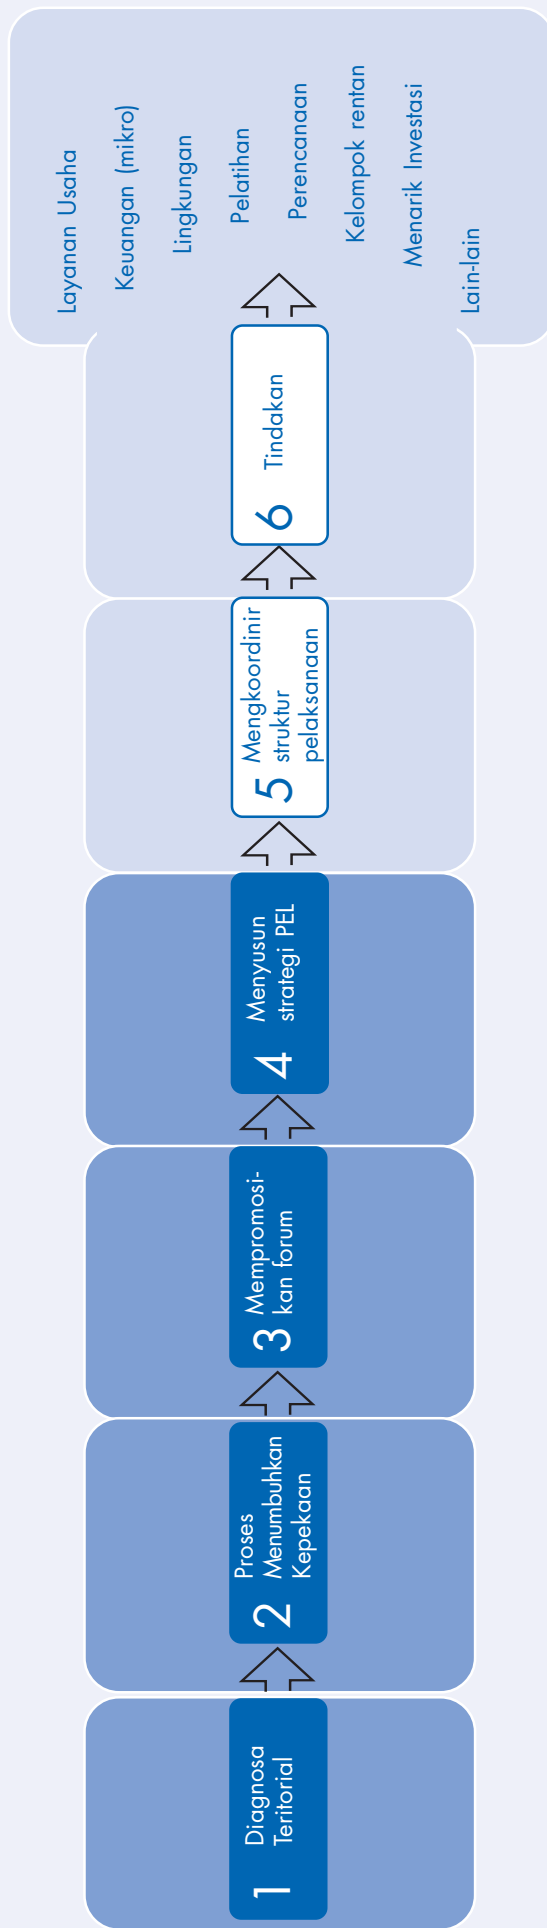 1
Diagnosa
Teritorial
2
Proses
Menumbuhkan
Kepekaan
3
Mempromosi-
kan forum
4
Menyusun
strategi PEL
5
Mengkoordinir
struktur
pelaksanaan
6
Tindakan
Layanan Usaha
Keuangan (mikro)
Lingkungan
Pelatihan
Perencanaan
Kelompok rentan
Menarik Investasi
Lain-lain